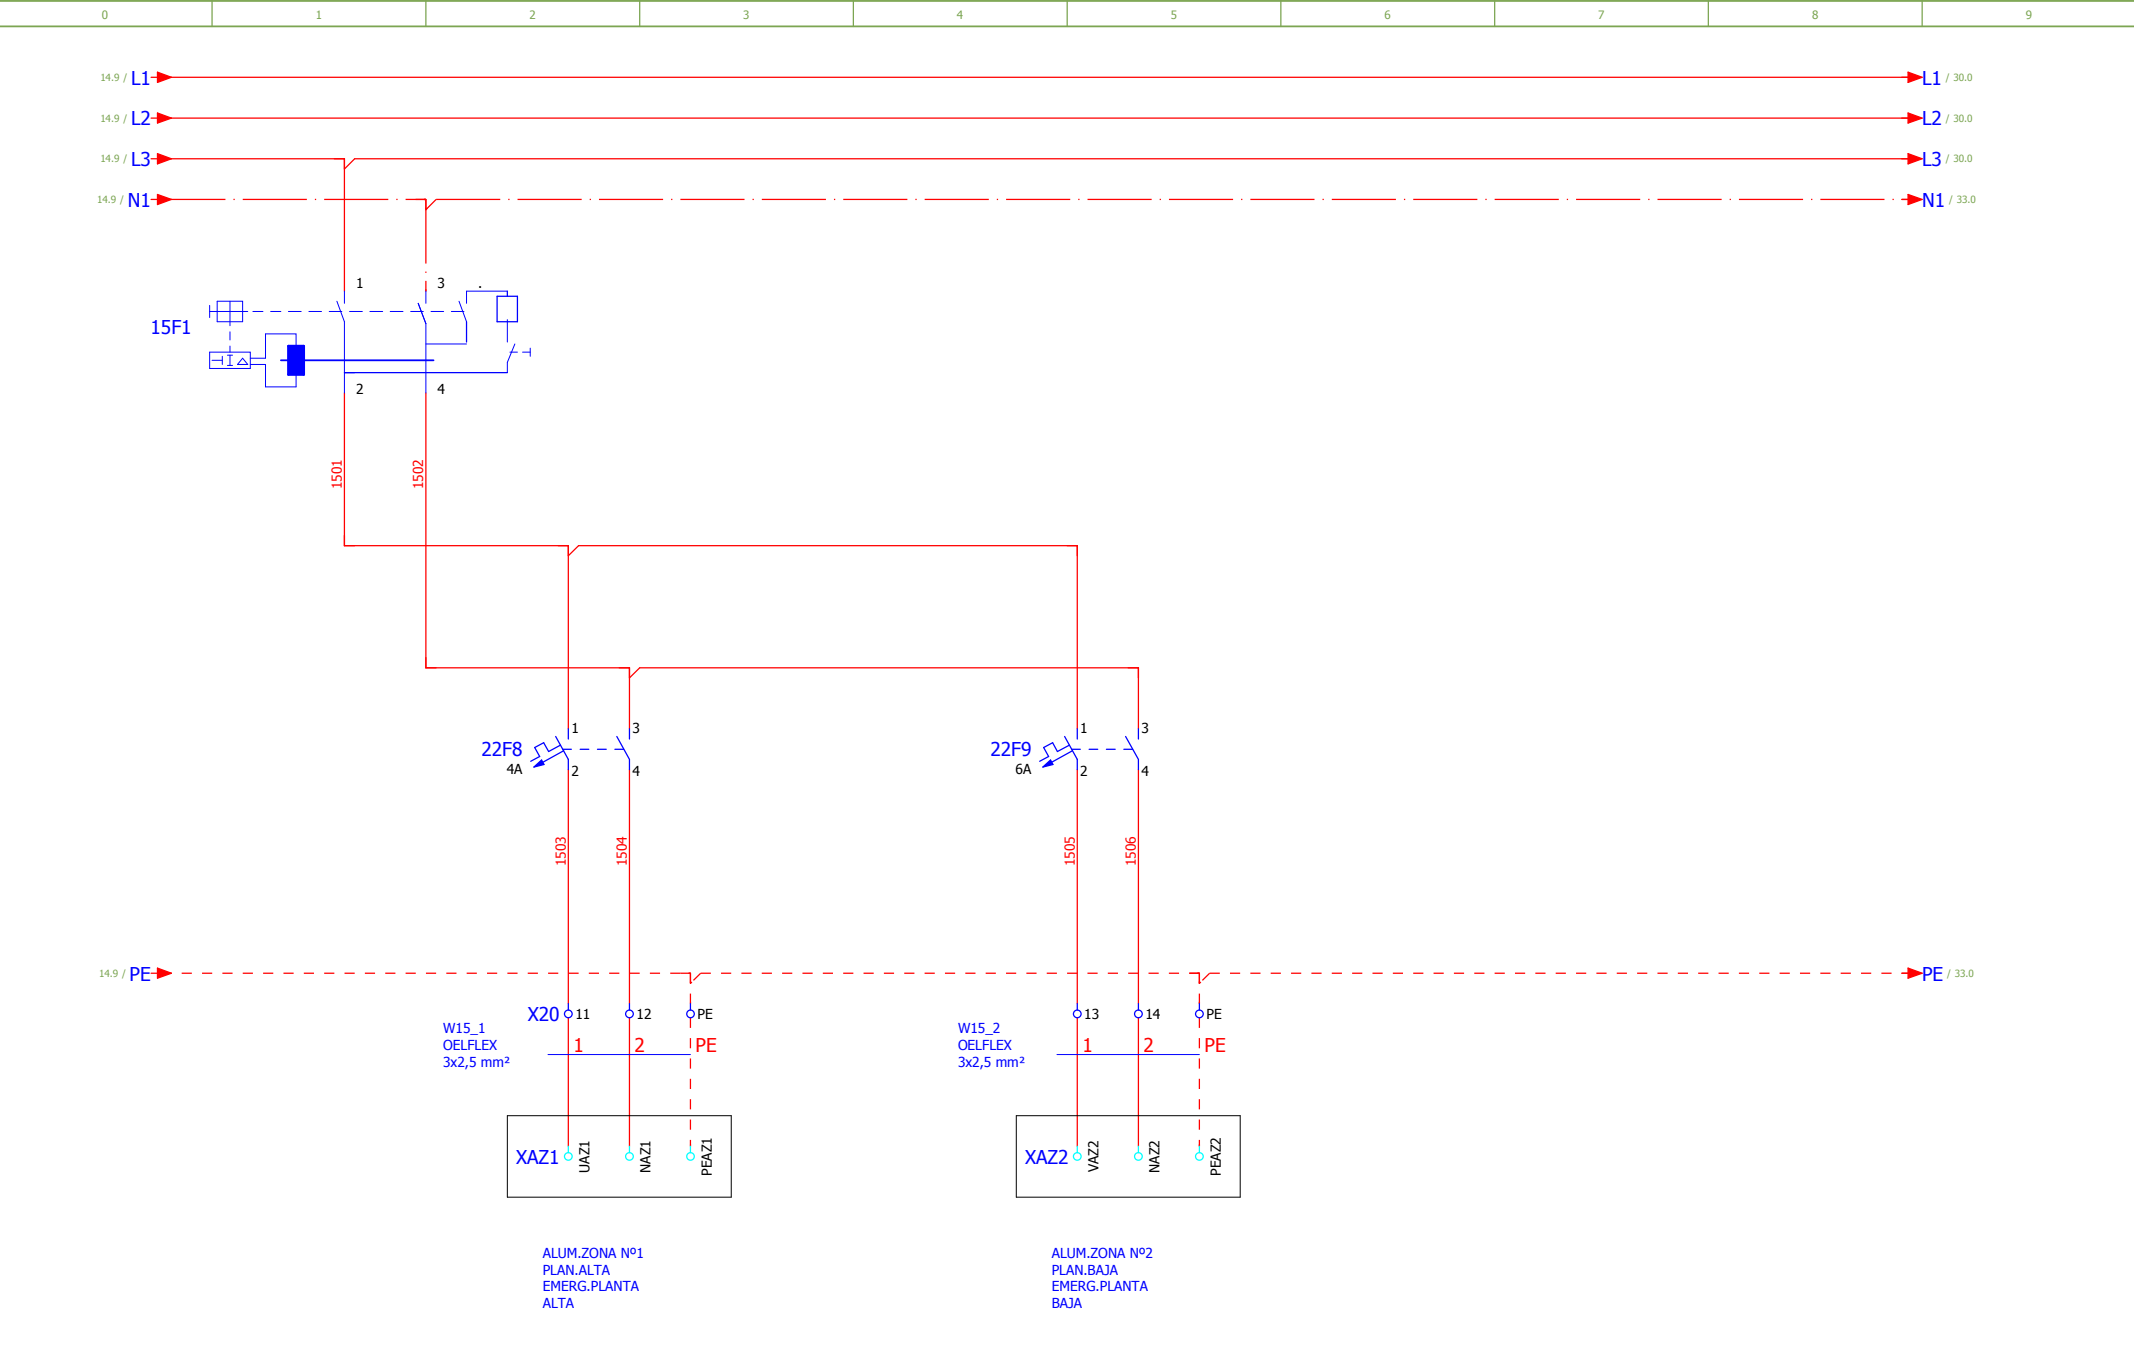 0 1 2 3 4 5 6 7 8 9
14.9 / L1 L1 / 30.0
14.9 / L2 L2 / 30.0
14.9 / L3 L3 / 30.0
14.9 / N1 N1 / 33.0
1 3 .
15F1
2 4
1501 1502
1 3 1 3
22F8 22F9
4A 6A
2 4 2 4
1503 1504 1505 1506
14.9 / PE PE / 33.0
X20 11 12 PE 13 14 PE
W15_1
OELFLEX
3x2,5 mm²
1 2 PE
W15_2
OELFLEX
3x2,5 mm²
1 2 PE
XAZ1 UAZ1 NAZ1 PEAZ1
XAZ2 VAZ2 NAZ2 PEAZ2
ALUM.ZONA Nº1
PLAN.ALTA
EMERG.PLANTA
ALTA
ALUM.ZONA Nº2
PLAN.BAJA
EMERG.PLANTA
BAJA